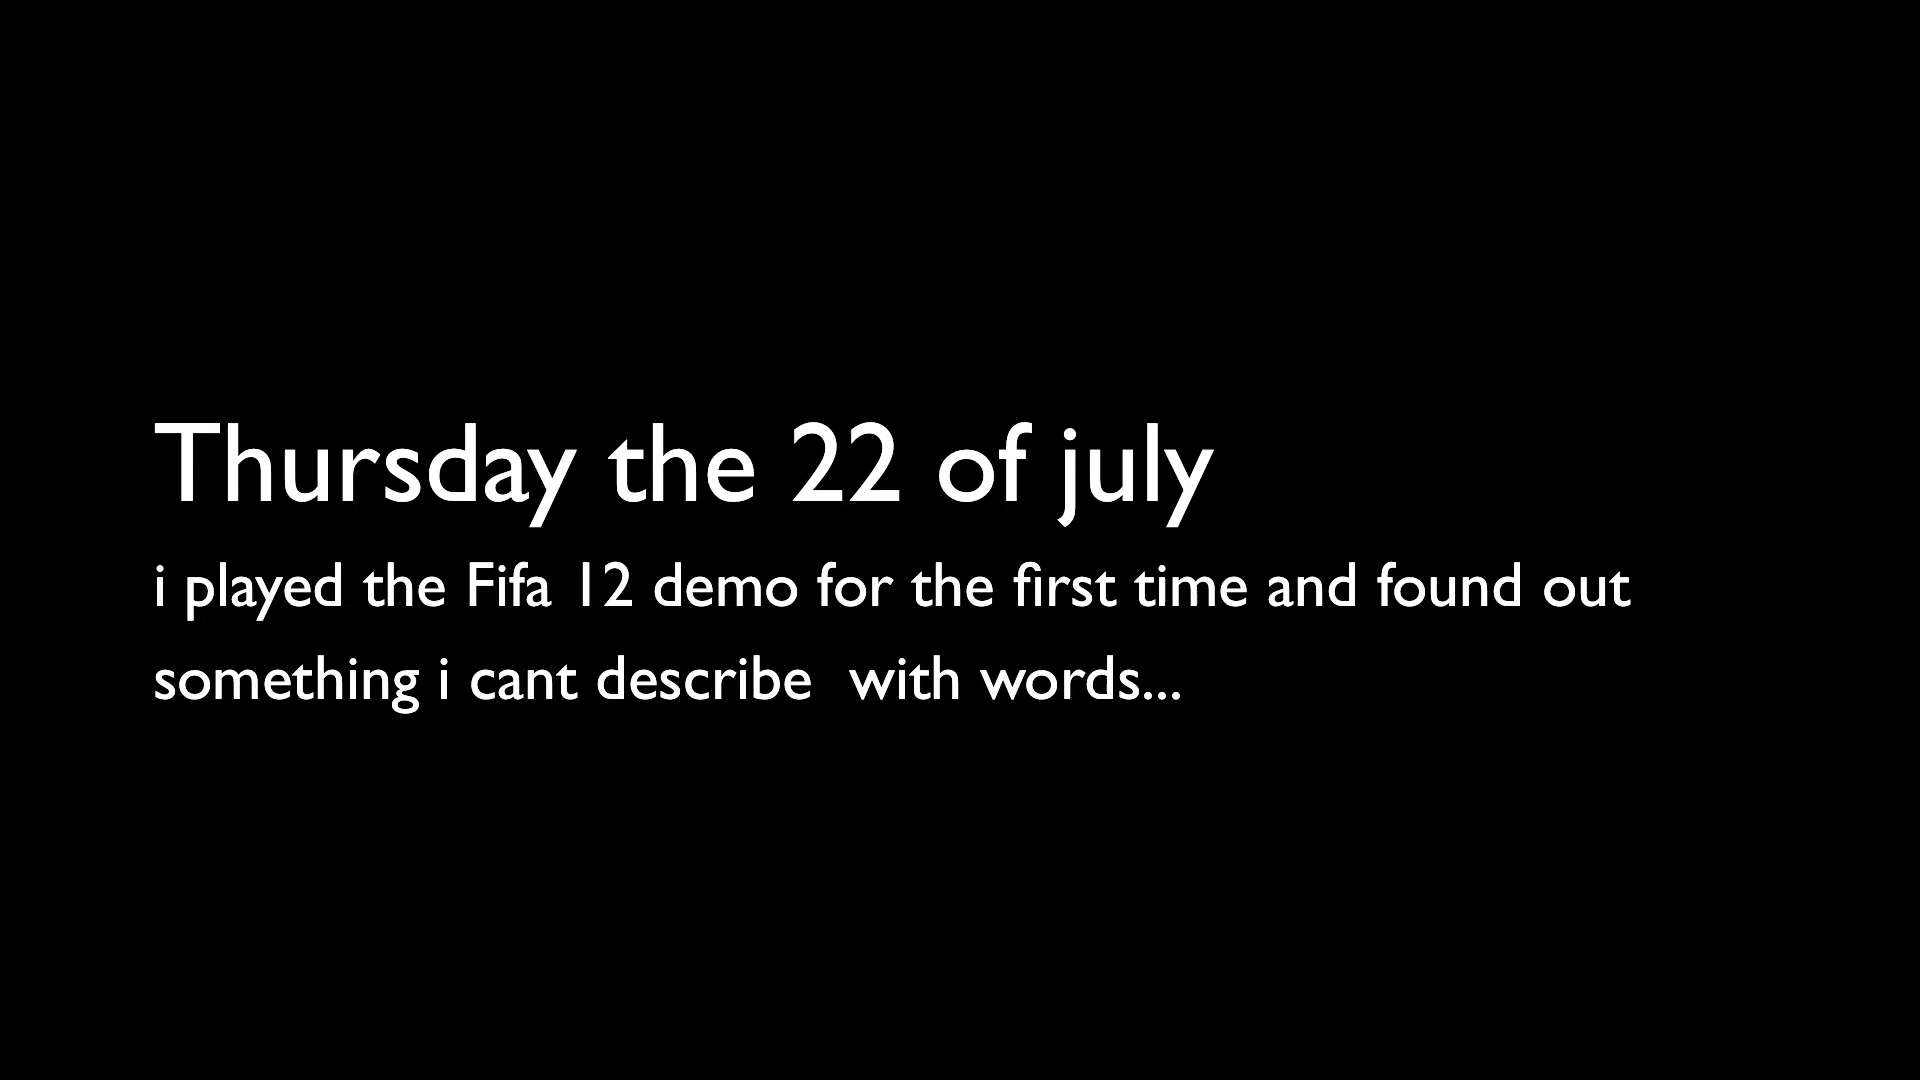 Thursday the 22 of july
i played the Fifa 12 demo for the first time and found out
something i cant describe  with words...